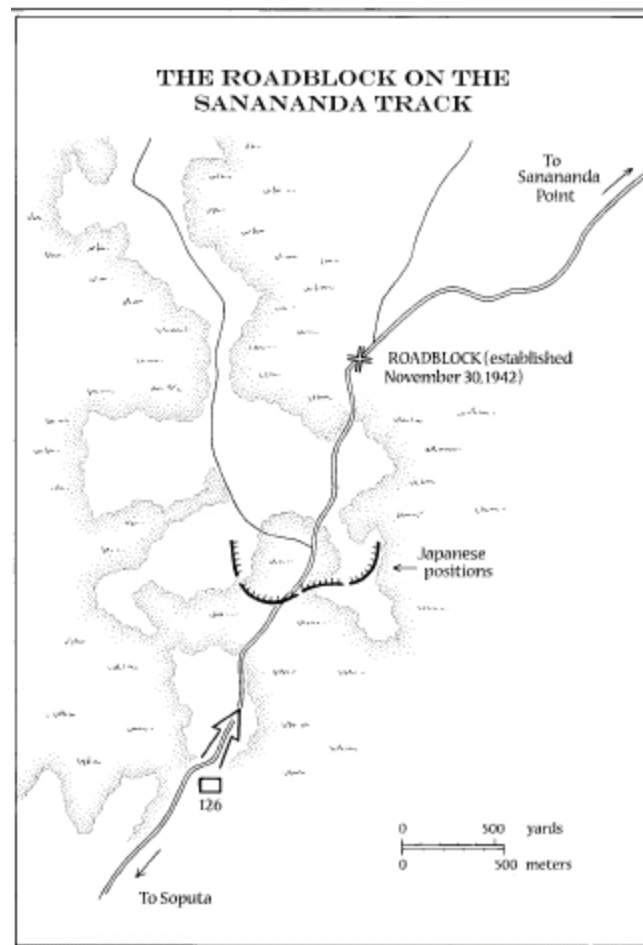 THE ROADBLOCK ON THE
SANANANDA TRACK
To
Sanananda
Point
ROADBLOCK (established
November 30, 1942)
Japanese
positions
126
0 500 yards
0 500 meters
To Soputa